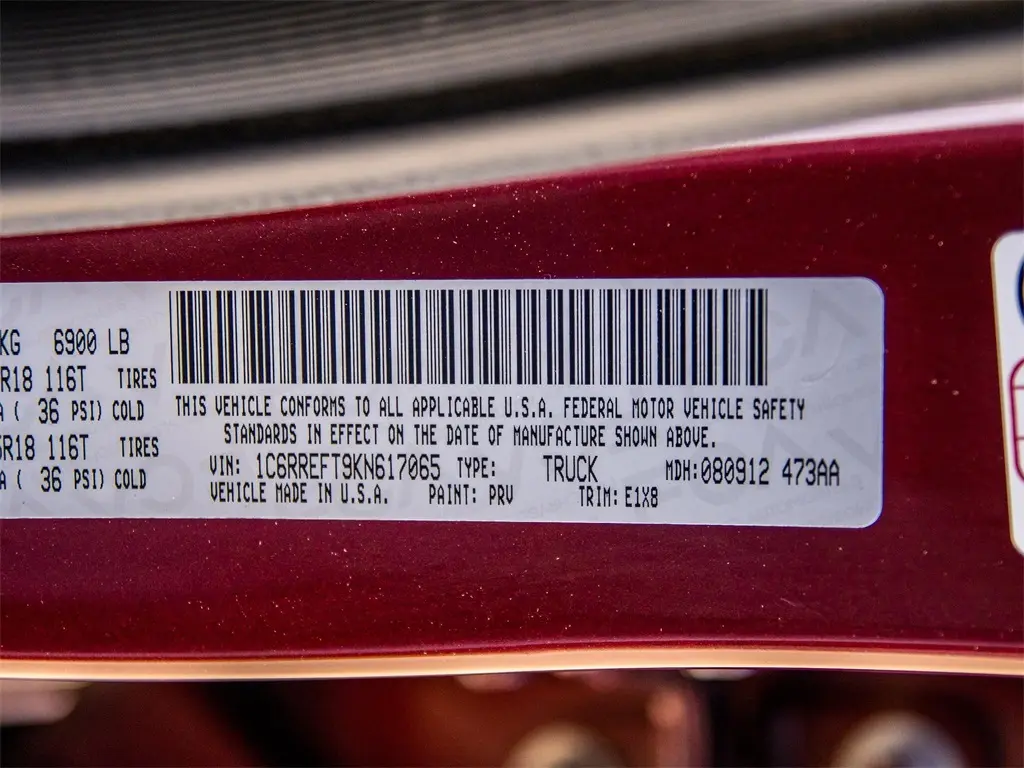 KG 6900 LB
R18 116T TIRES
A ( 36 PSI) COLD
5R18 116T TIRES
A ( 36 PSI) COLD
THIS VEHICLE CONFORMS TO ALL APPLICABLE U.S.A. FEDERAL MOTOR VEHICLE SAFETY
STANDARDS IN EFFECT ON THE DATE OF MANUFACTURE SHOWN ABOVE.
VIN: 1C6RREFT9KN617065 TYPE: TRUCK MDH:080912 473AA
VEHICLE MADE IN U.S.A. PAINT: PRV TRIM: E1X8